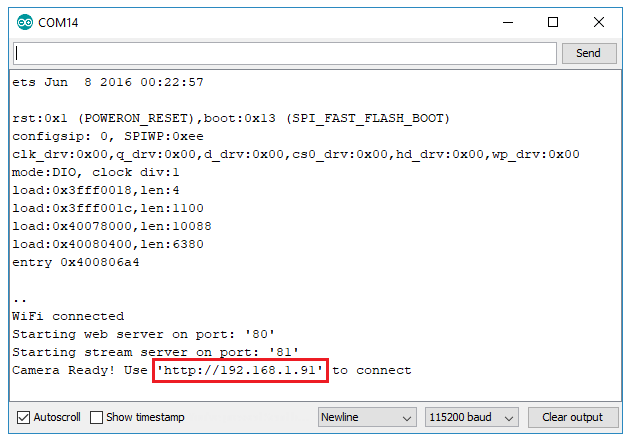 COM14
Send
ets Jun  8 2016 00:22:57
rst:0x1 (POWERON_RESET),boot:0x13 (SPI_FAST_FLASH_BOOT)
configsip: 0, SPIWP:0xee
clk_drv:0x00,q_drv:0x00,d_drv:0x00,cs0_drv:0x00,hd_drv:0x00,wp_drv:0x00
mode:DIO, clock div:1
load:0x3fff0018,len:4
load:0x3fff001c,len:1100
load:0x40078000,len:10088
load:0x40080400,len:6380
entry 0x400806a4
..
WiFi connected
Starting web server on port: '80'
Starting stream server on port: '81'
Camera Ready! Use 'http://192.168.1.91' to connect
Autoscroll Show timestamp Newline 115200 baud Clear output